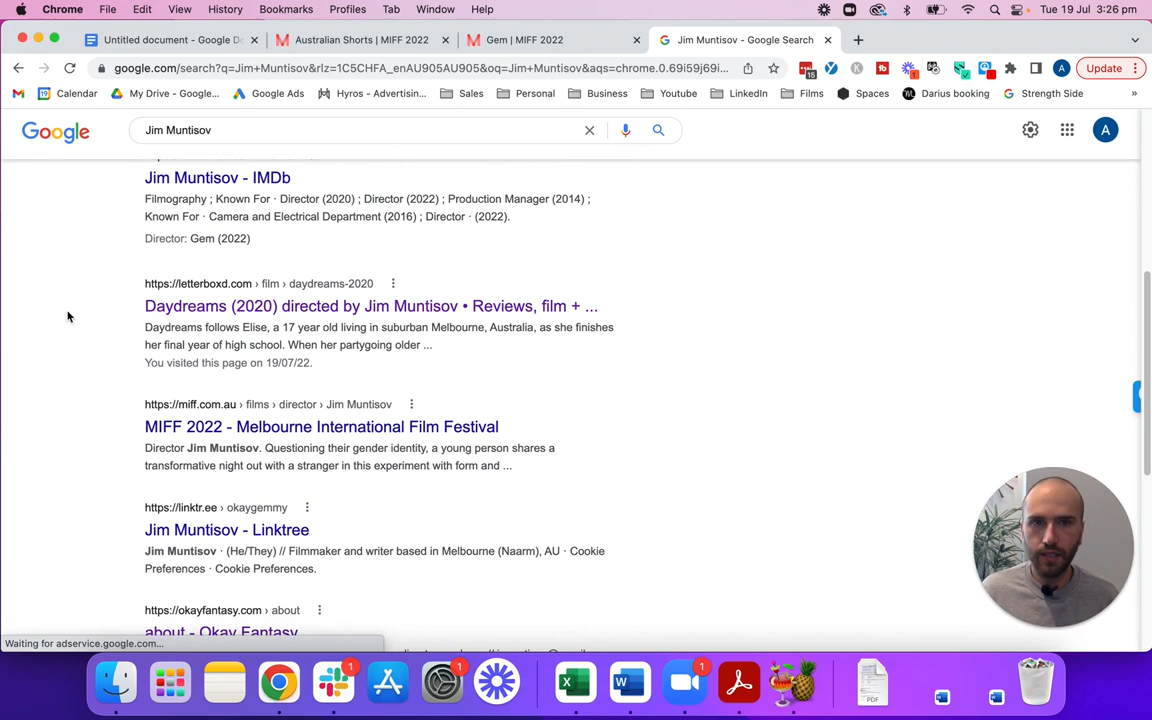 Chrome File Edit View History Bookmarks Profiles Tab Window Help Tue 19 Jul 3:26 pm
Untitled document - Google Do Australian Shorts | MIFF 2022 Gem | MIFF 2022 Jim Muntisov - Google Search
google.com/search?q=Jim+Muntisov&rlz=1C5CHFA_enAU905AU905&oq=Jim+Muntisov&aqs=chrome.0.69i59j69i... 15 1 A Update
Calendar My Drive - Google... Google Ads Hyros - Advertisin... Sales Personal Business Youtube LinkedIn Films Spaces Darius booking Strength Side »
Google Jim Muntisov A
Jim Muntisov - IMDb
Filmography ; Known For · Director (2020) ; Director (2022) ; Production Manager (2014) ;
Known For · Camera and Electrical Department (2016) ; Director · (2022).
Director: Gem (2022)
https://letterboxd.com › film › daydreams-2020
Daydreams (2020) directed by Jim Muntisov • Reviews, film + ...
Daydreams follows Elise, a 17 year old living in suburban Melbourne, Australia, as she finishes
her final year of high school. When her partygoing older ...
You visited this page on 19/07/22.
https://miff.com.au › films › director › Jim Muntisov
MIFF 2022 - Melbourne International Film Festival
Director Jim Muntisov. Questioning their gender identity, a young person shares a
transformative night out with a stranger in this experiment with form and ...
https://linktr.ee › okaygemmy
Jim Muntisov - Linktree
Jim Muntisov · (He/They) // Filmmaker and writer based in Melbourne (Naarm), AU · Cookie
Preferences · Cookie Preferences.
https://okayfantasy.com › about
about - Okay Fantasy
Waiting for adservice.google.com...
1 1 1
PDF